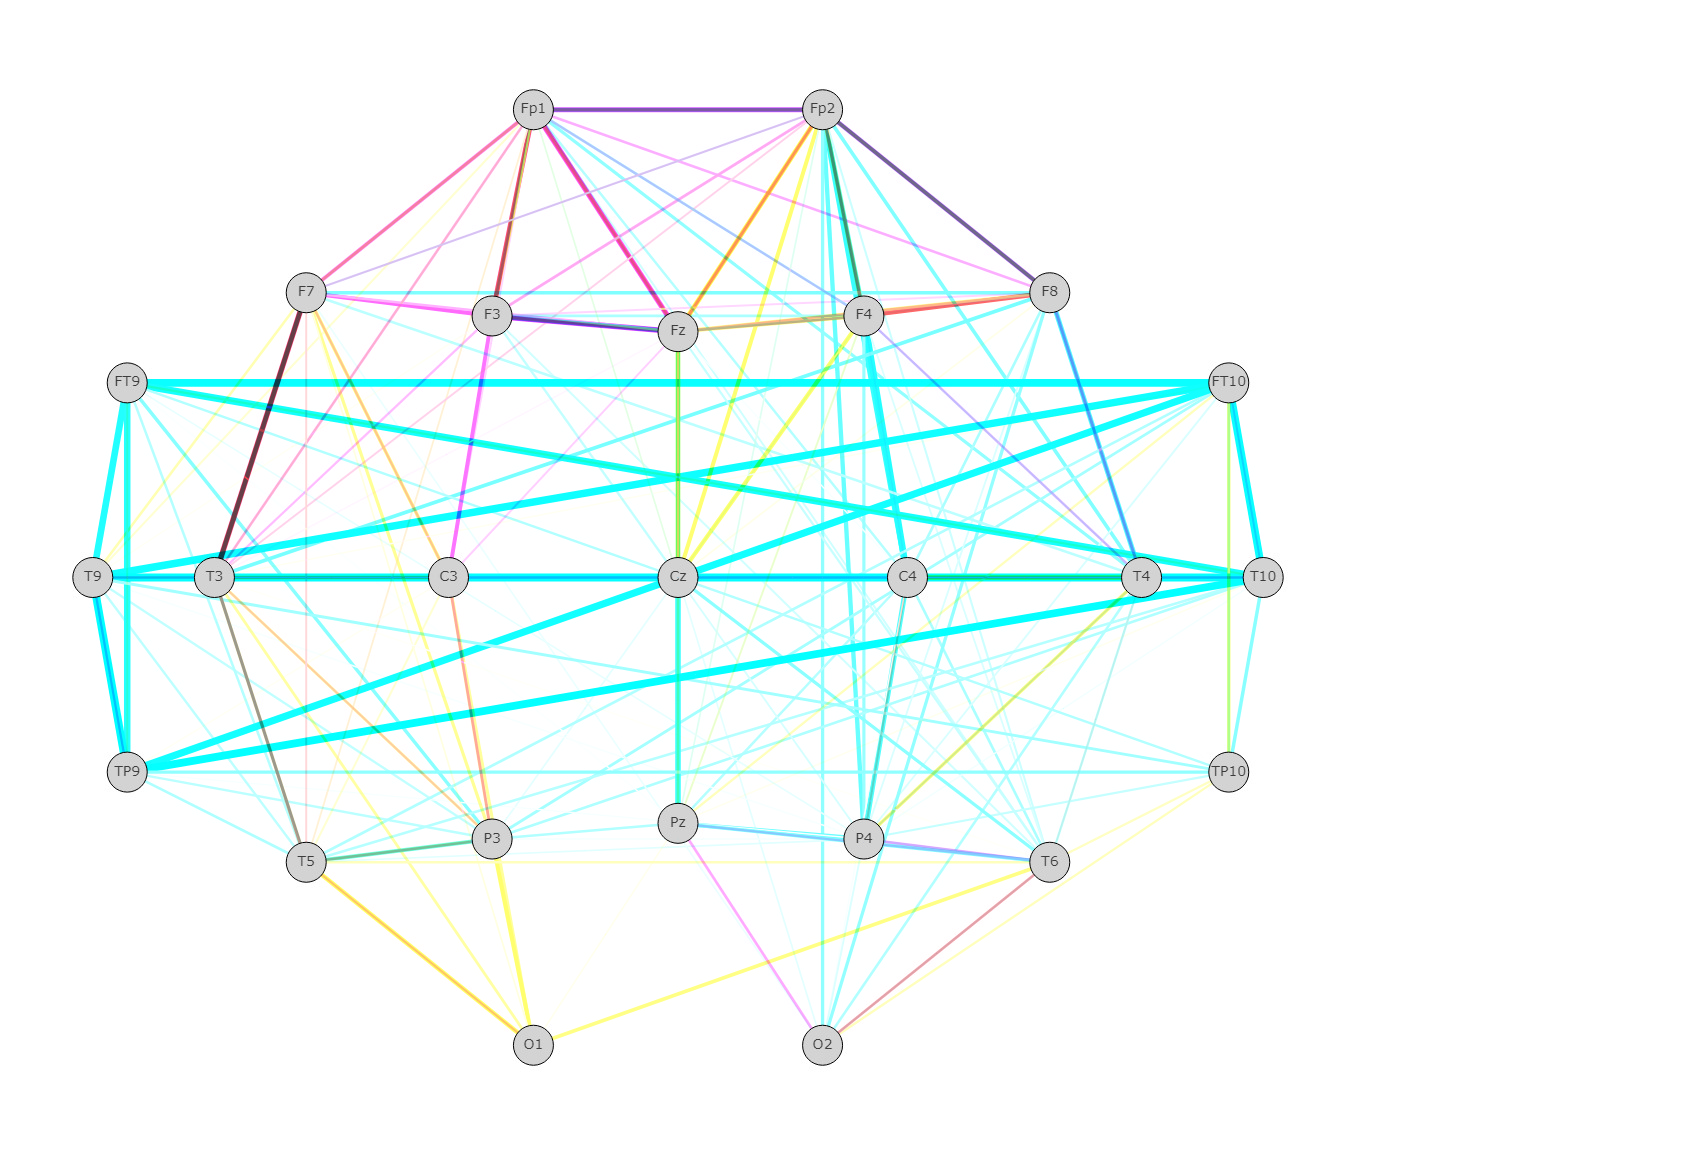 Fp1 Fp2
F7 F8
F3 Fz F4
FT9 FT10
T9 T3 C3 Cz C4 T4 T10
TP9 TP10
Pz
P3 P4
T5 T6
O1 O2